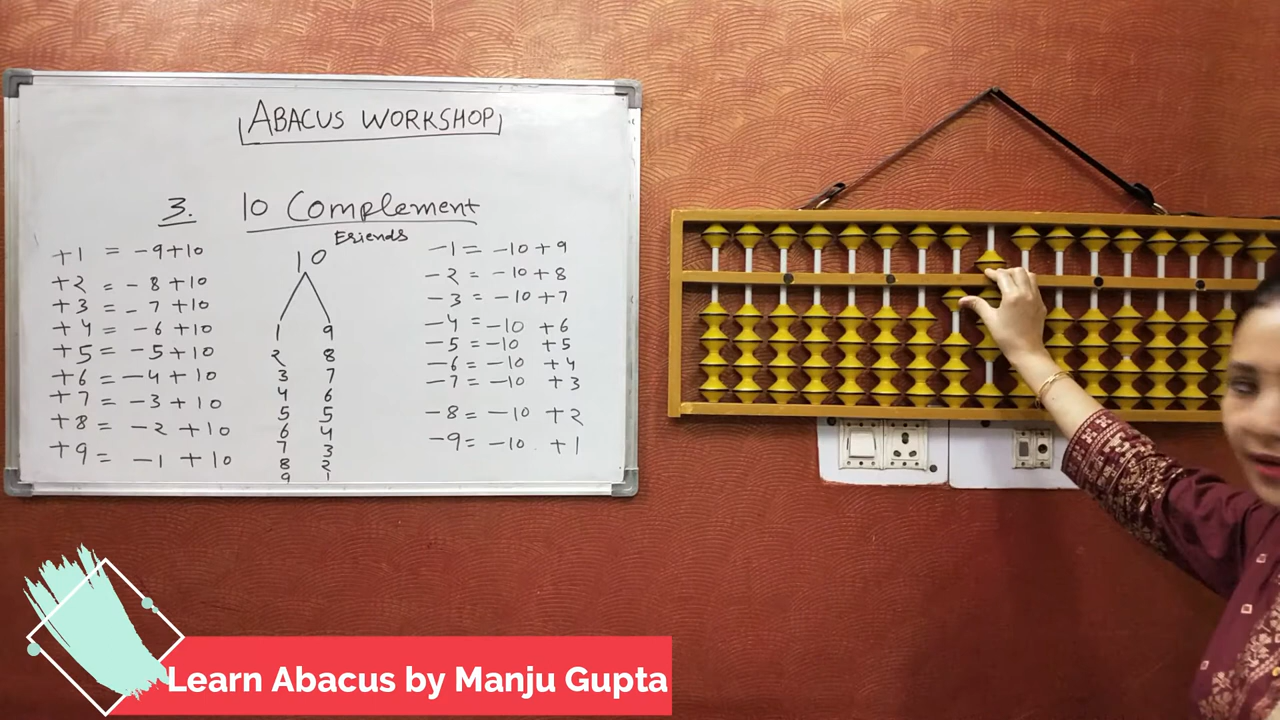 ABACUS WORKSHOP
3. 10 Complement
Friends
+1 = -9+10
+2 = -8+10
+3 = -7+10
+4 = -6+10
+5 = -5+10
+6 = -4+10
+7 = -3+10
+8 = -2+10
+9 = -1+10
10
1 9
2 8
3 7
4 6
5 5
6 4
7 3
8 2
9 1
-1 = -10+9
-2 = -10+8
-3 = -10+7
-4 = -10+6
-5 = -10+5
-6 = -10+4
-7 = -10+3
-8 = -10+2
-9 = -10+1
Learn Abacus by Manju Gupta